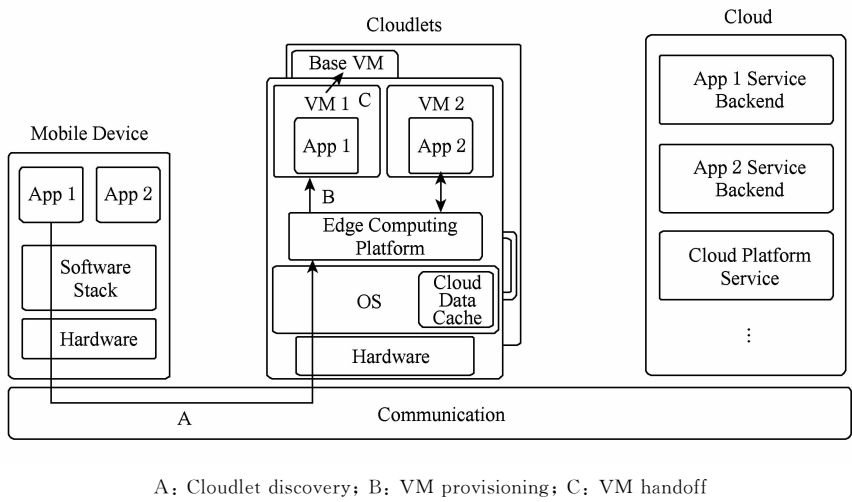 Mobile Device
App 1
App 2
Software
Stack
Hardware
Cloudlets
Base VM
VM 1
C
VM 2
App 1
App 2
B
Edge Computing
Platform
OS
Cloud
Data
Cache
Hardware
Cloud
App 1 Service
Backend
App 2 Service
Backend
Cloud Platform
Service
⋮
A
Communication
A: Cloudlet discovery; B: VM provisioning; C: VM handoff